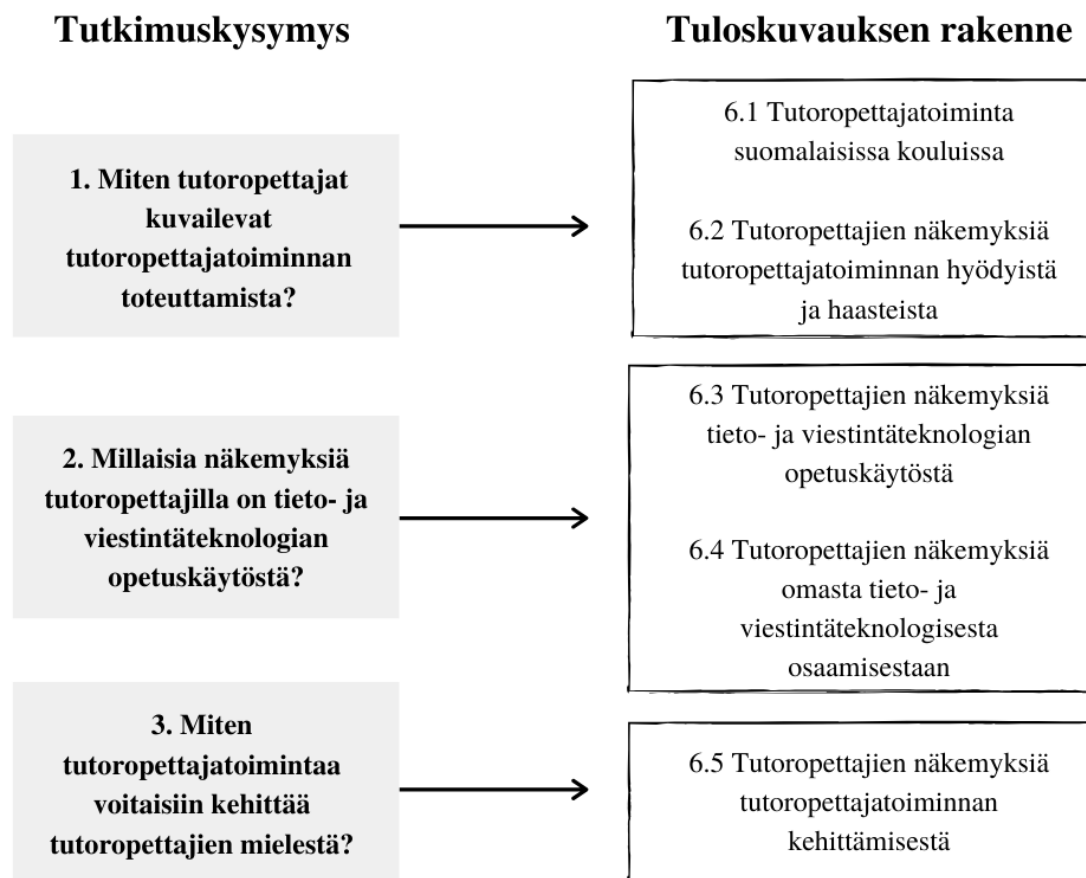 Tutkimuskysymys
Tuloskuvauksen rakenne
1. Miten tutoropettajat
kuvailevat
tutoropettajatoiminnan
toteuttamista?
6.1 Tutoropettajatoiminta
suomalaisissa kouluissa
6.2 Tutoropettajien näkemyksiä
tutoropettajatoiminnan hyödyistä
ja haasteista
2. Millaisia näkemyksiä
tutoropettajilla on tieto- ja
viestintäteknologian
opetuskäytöstä?
6.3 Tutoropettajien näkemyksiä
tieto- ja viestintäteknologian
opetuskäytöstä
6.4 Tutoropettajien näkemyksiä
omasta tieto- ja
viestintäteknologisesta
osaamisestaan
3. Miten
tutoropettajatoimintaa
voitaisiin kehittää
tutoropettajien mielestä?
6.5 Tutoropettajien näkemyksiä
tutoropettajatoiminnan
kehittämisestä